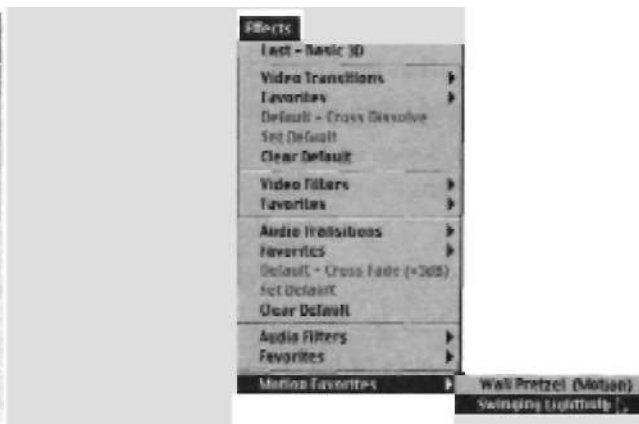 Effects
Last - Basic 3D
Video Transitions
Favorites
Default - Cross Dissolve
Set Default
Clear Default
Video Filters
Favorites
Audio Transitions
Favorites
Default - Cross Fade (+3dB)
Set Default
Clear Default
Audio Filters
Favorites
Motion Favorites
Wall Pretzel (Motion)
Swinging Lightbulb